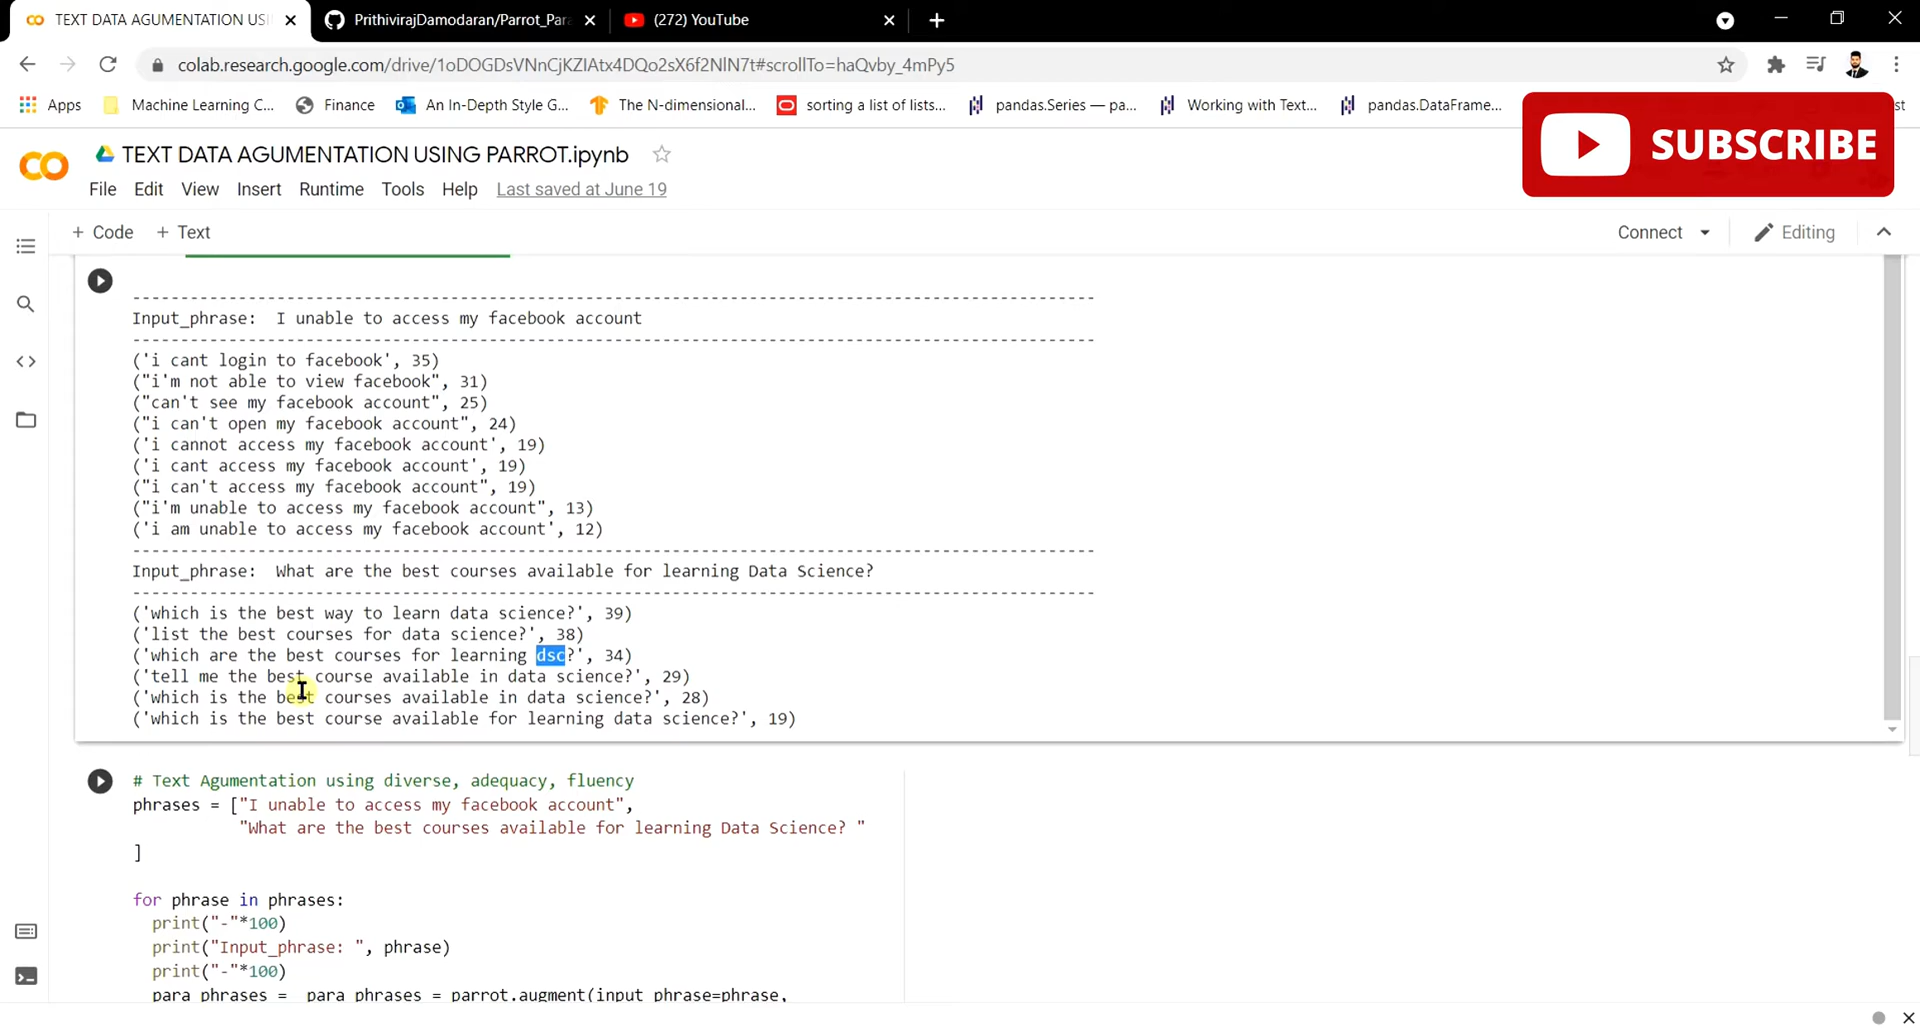 TEXT DATA AGUMENTATION USI
PrithivirajDamodaran/Parrot_Para
(272) YouTube
colab.research.google.com/drive/1oDOGDsVNnCjKZIAtx4DQo2sX6f2NlN7t#scrollTo=haQvby_4mPy5
Apps Machine Learning C... Finance An In-Depth Style G... The N-dimensional... sorting a list of lists... pandas.Series — pa... Working with Text... pandas.DataFrame... st
SUBSCRIBE
TEXT DATA AGUMENTATION USING PARROT.ipynb
File Edit View Insert Runtime Tools Help Last saved at June 19
+ Code + Text Connect Editing
----------------------------------------------------------------------------------------------------
Input_phrase:  I unable to access my facebook account
----------------------------------------------------------------------------------------------------
('i cant login to facebook', 35)
("i'm not able to view facebook", 31)
("can't see my facebook account", 25)
("i can't open my facebook account", 24)
('i cannot access my facebook account', 19)
('i cant access my facebook account', 19)
("i can't access my facebook account", 19)
("i'm unable to access my facebook account", 13)
('i am unable to access my facebook account', 12)
----------------------------------------------------------------------------------------------------
Input_phrase:  What are the best courses available for learning Data Science?
----------------------------------------------------------------------------------------------------
('which is the best way to learn data science?', 39)
('list the best courses for data science?', 38)
('which are the best courses for learning dsc?', 34)
('tell me the best course available in data science?', 29)
('which is the best courses available in data science?', 28)
('which is the best course available for learning data science?', 19)
# Text Agumentation using diverse, adequacy, fluency
phrases = ["I unable to access my facebook account",
"What are the best courses available for learning Data Science? "
]
for phrase in phrases:
print("-"*100)
print("Input_phrase: ", phrase)
print("-"*100)
para_phrases =  para_phrases = parrot.augment(input_phrase=phrase,